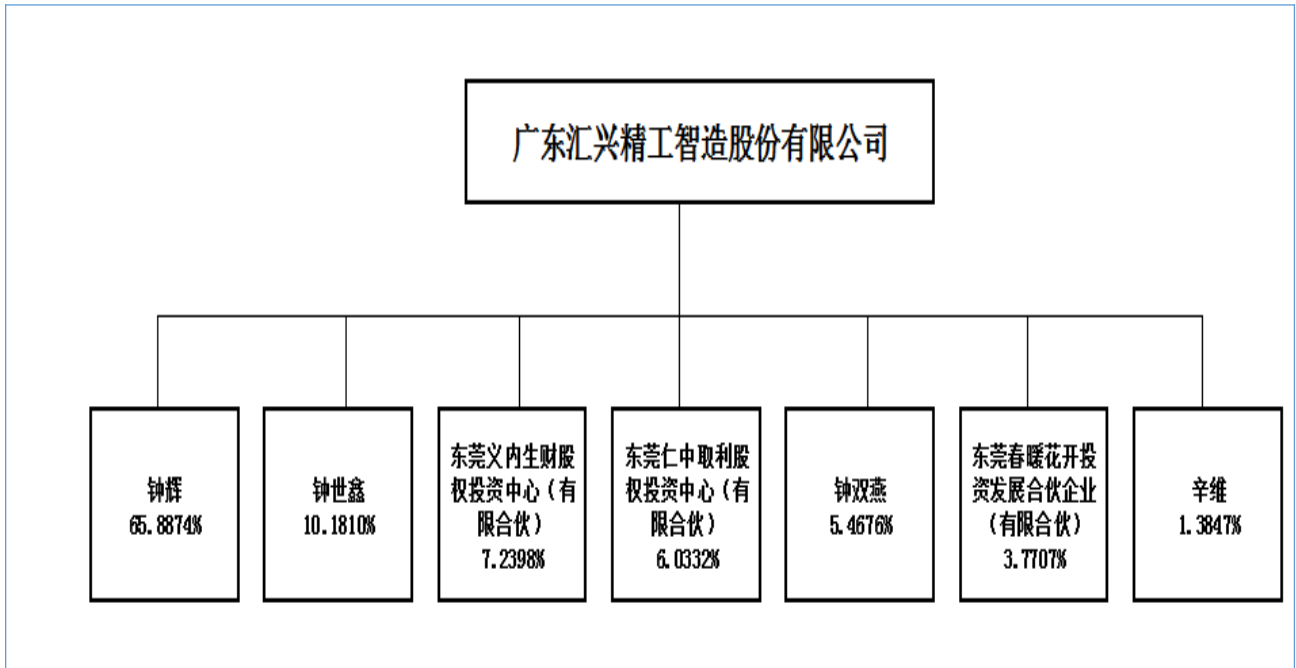 广东汇兴精工智造股份有限公司
钟辉
65.8874%
钟世鑫
10.1810%
东莞义内生财股
权投资中心（有
限合伙）
7.2398%
东莞仁中取利股
权投资中心（有
限合伙）
6.0332%
钟双燕
5.4676%
东莞春暖花开投
资发展合伙企业
（有限合伙）
3.7707%
辛维
1.3847%